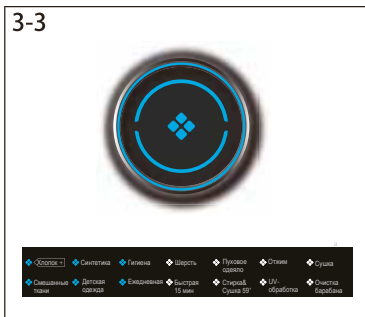 3-3
Хлопок + Синтетика Гигиена Шерсть Пуховое одеяло Отжим Сушка
Смешанные ткани Детская одежда Ежедневная Быстрая 15 мин Стирка& Сушка 59' UV-обработка Очистка барабана